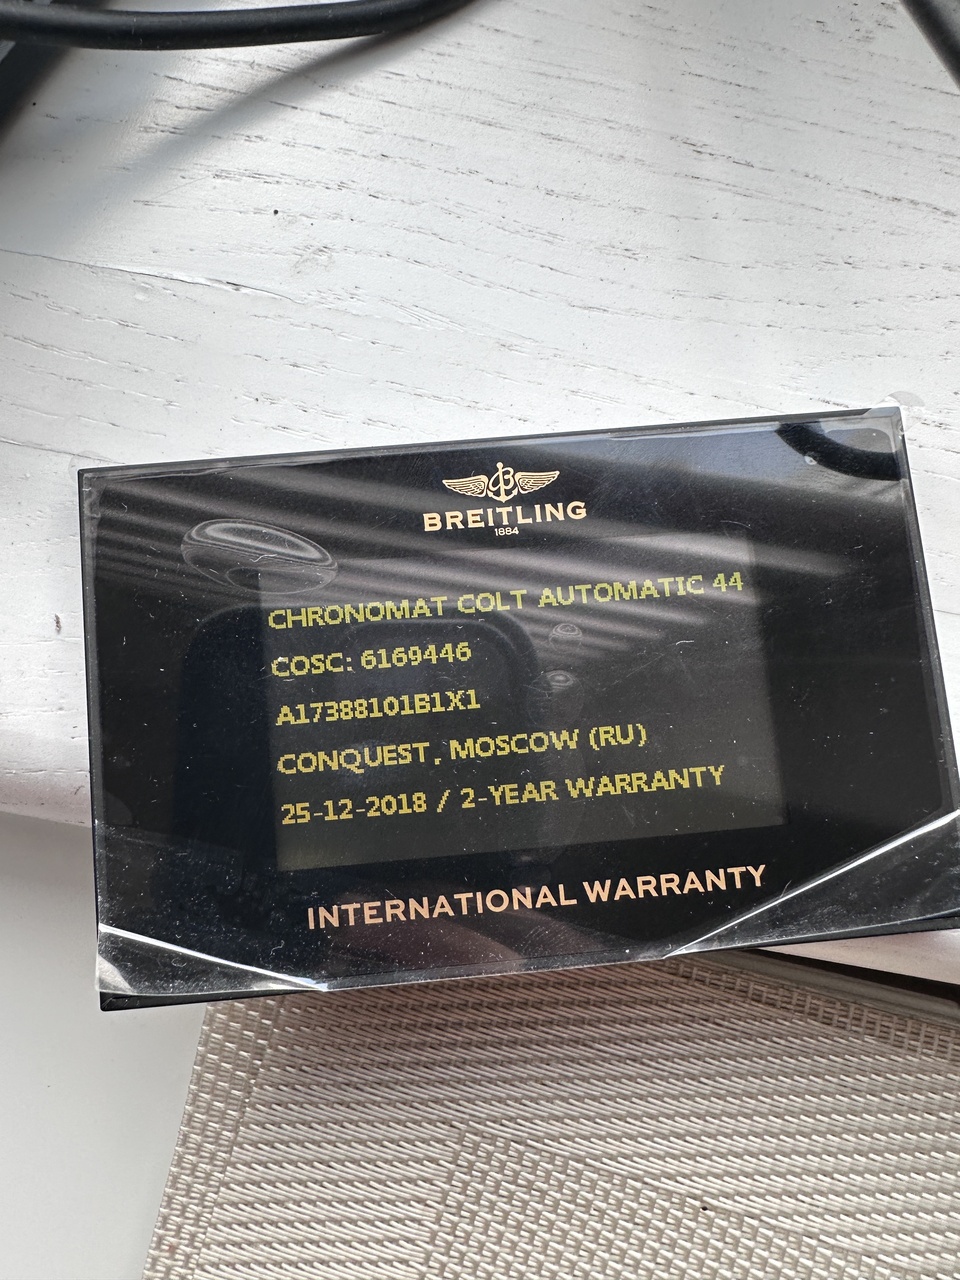 BREITLING
1884
CHRONOMAT COLT AUTOMATIC 44
COSC: 6169446
A17388101B1X1
CONQUEST, MOSCOW (RU)
25-12-2018 / 2-YEAR WARRANTY
INTERNATIONAL WARRANTY